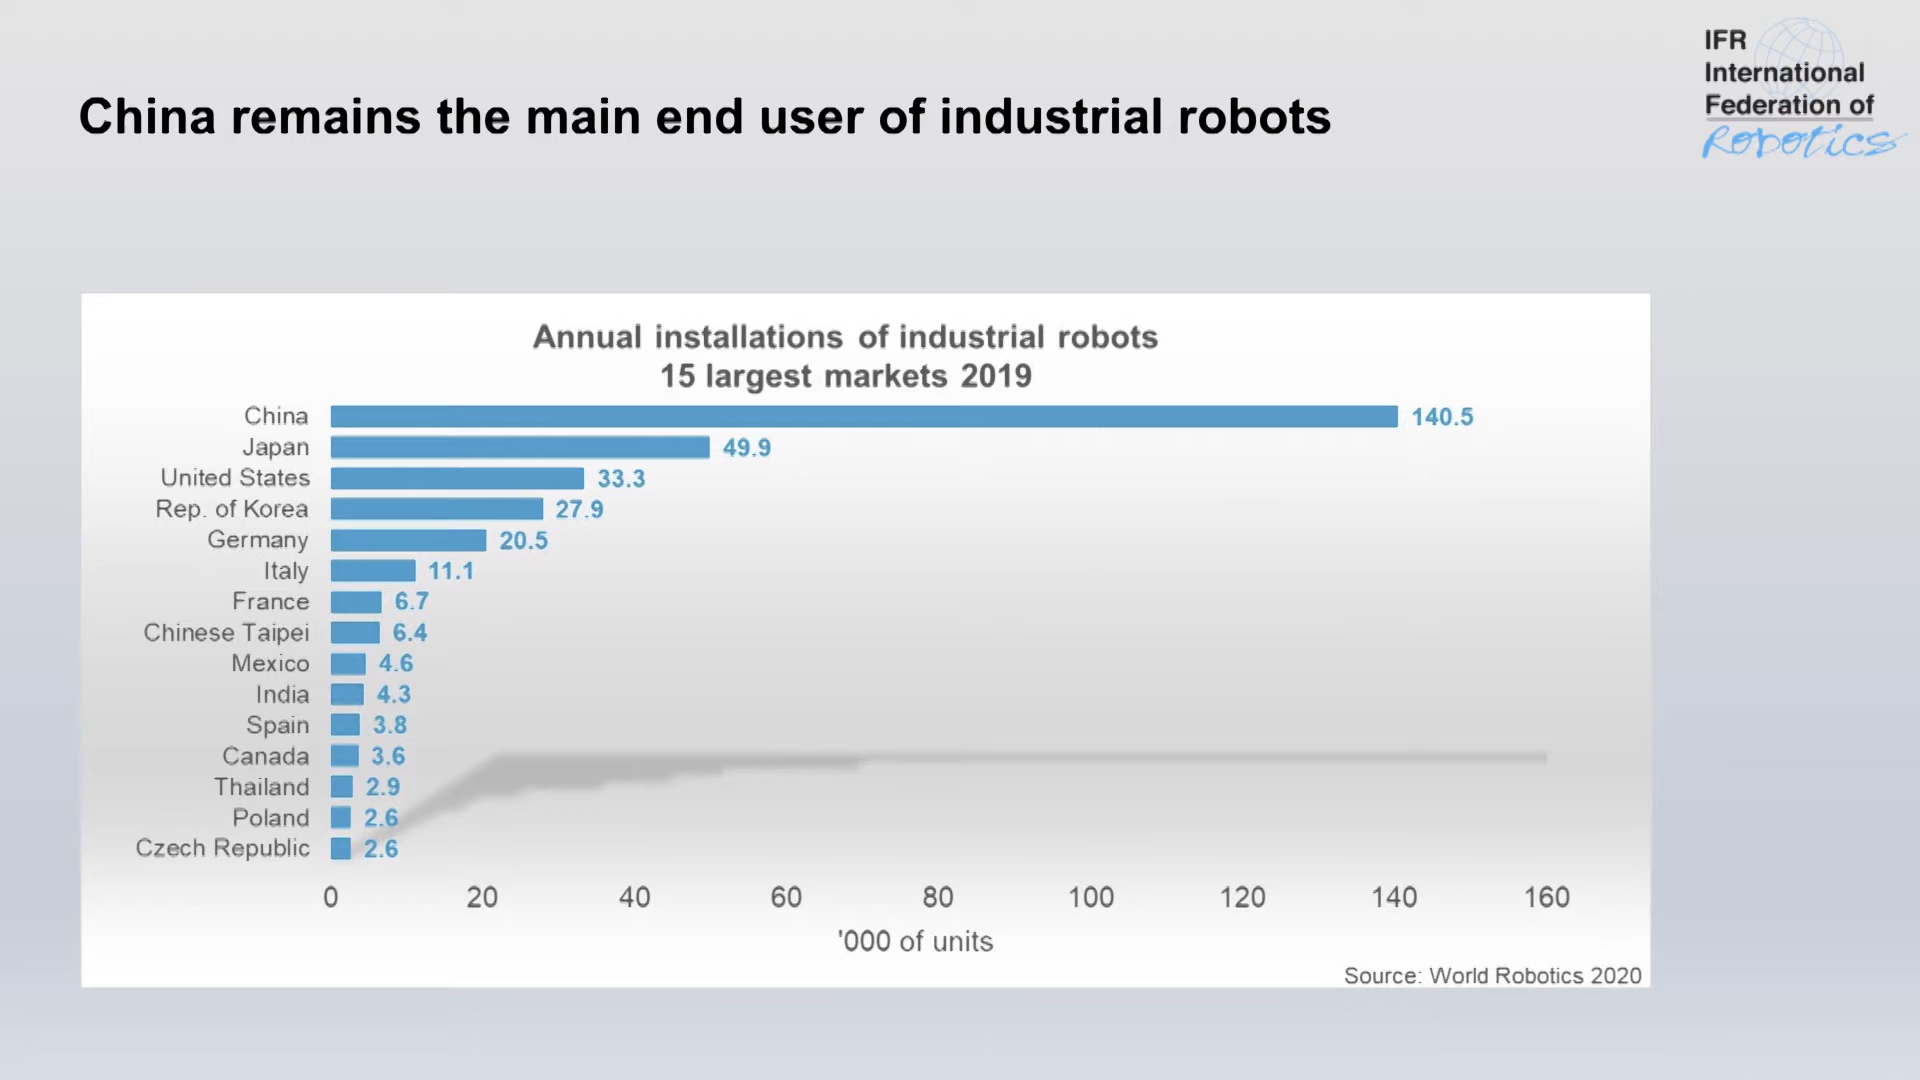 China remains the main end user of industrial robots
IFR
International
Federation of
Robotics
Annual installations of industrial robots
15 largest markets 2019
China 140.5
Japan 49.9
United States 33.3
Rep. of Korea 27.9
Germany 20.5
Italy 11.1
France 6.7
Chinese Taipei 6.4
Mexico 4.6
India 4.3
Spain 3.8
Canada 3.6
Thailand 2.9
Poland 2.6
Czech Republic 2.6
0 20 40 60 80 100 120 140 160
'000 of units
Source: World Robotics 2020